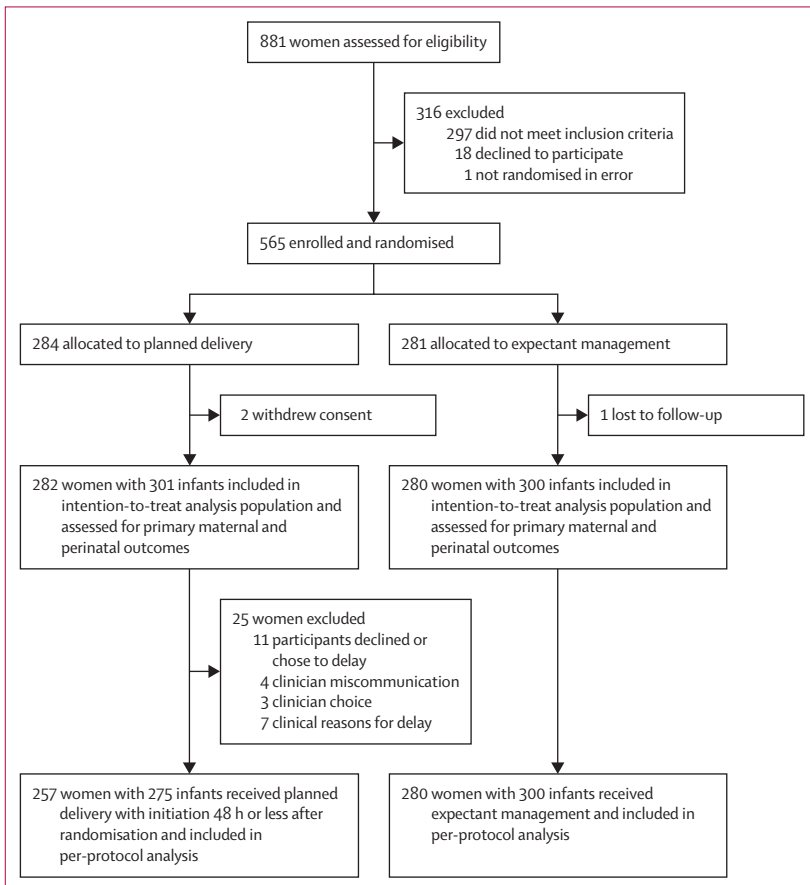 881 women assessed for eligibility
316 excluded
297 did not meet inclusion criteria
18 declined to participate
1 not randomised in error
565 enrolled and randomised
284 allocated to planned delivery
281 allocated to expectant management
2 withdrew consent
1 lost to follow-up
282 women with 301 infants included in
intention-to-treat analysis population and
assessed for primary maternal and
perinatal outcomes
280 women with 300 infants included in
intention-to-treat analysis population and
assessed for primary maternal and
perinatal outcomes
25 women excluded
11 participants declined or
chose to delay
4 clinician miscommunication
3 clinician choice
7 clinical reasons for delay
257 women with 275 infants received planned
delivery with initiation 48 h or less after
randomisation and included in
per-protocol analysis
280 women with 300 infants received
expectant management and included in
per-protocol analysis